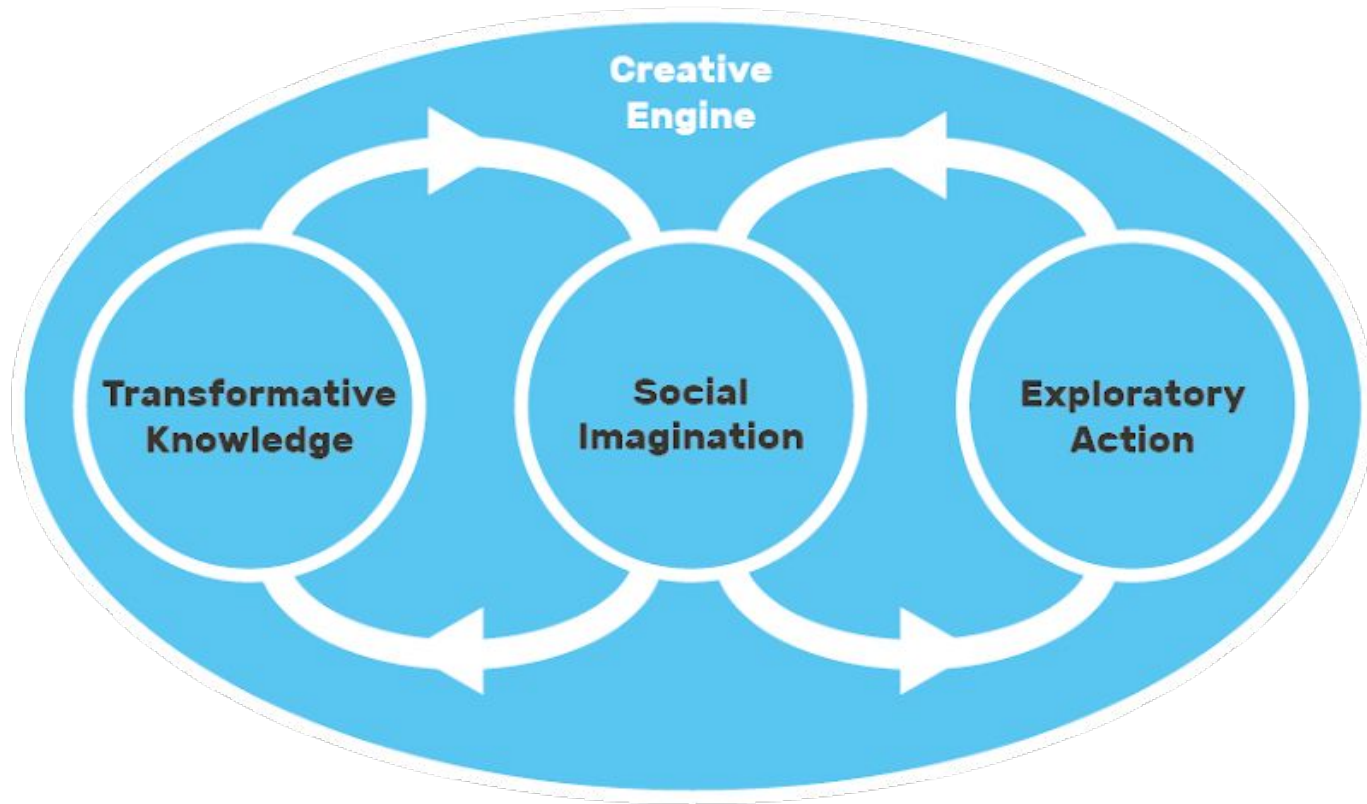 Creative
Engine
Transformative
Knowledge
Social
Imagination
Exploratory
Action